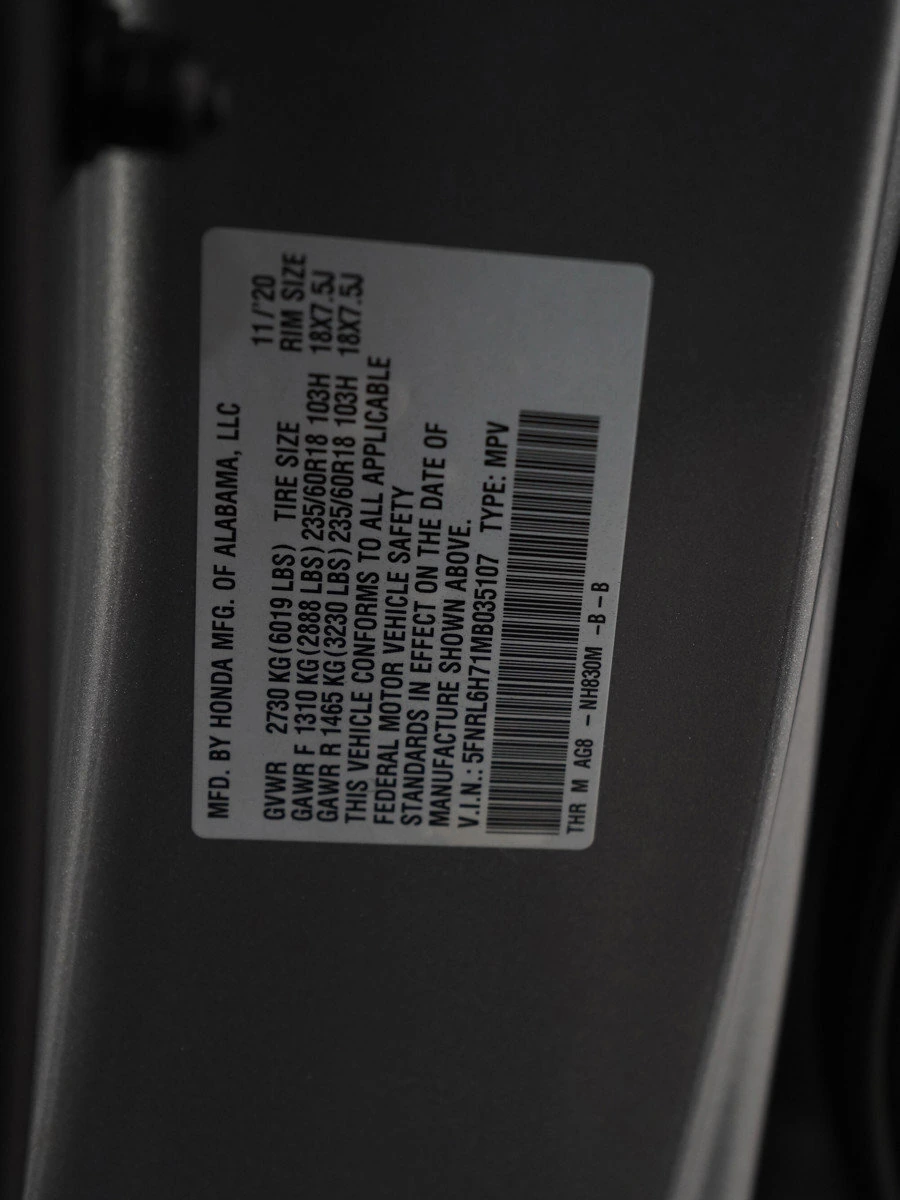 MFD. BY HONDA MFG. OF ALABAMA, LLC
11/'20
GVWR 2730 KG(6019 LBS) TIRE SIZE RIM SIZE
GAWR F 1310 KG(2888 LBS)235/60R18 103H 18X7.5J
GAWR R 1465 KG(3230 LBS)235/60R18 103H 18X7.5J
THIS VEHICLE CONFORMS TO ALL APPLICABLE
FEDERAL MOTOR VEHICLE SAFETY
STANDARDS IN EFFECT ON THE DATE OF
MANUFACTURE SHOWN ABOVE.
V.I.N.: 5FNRL6H71MB035107 TYPE: MPV
THR M AG8 - NH830M -B-B